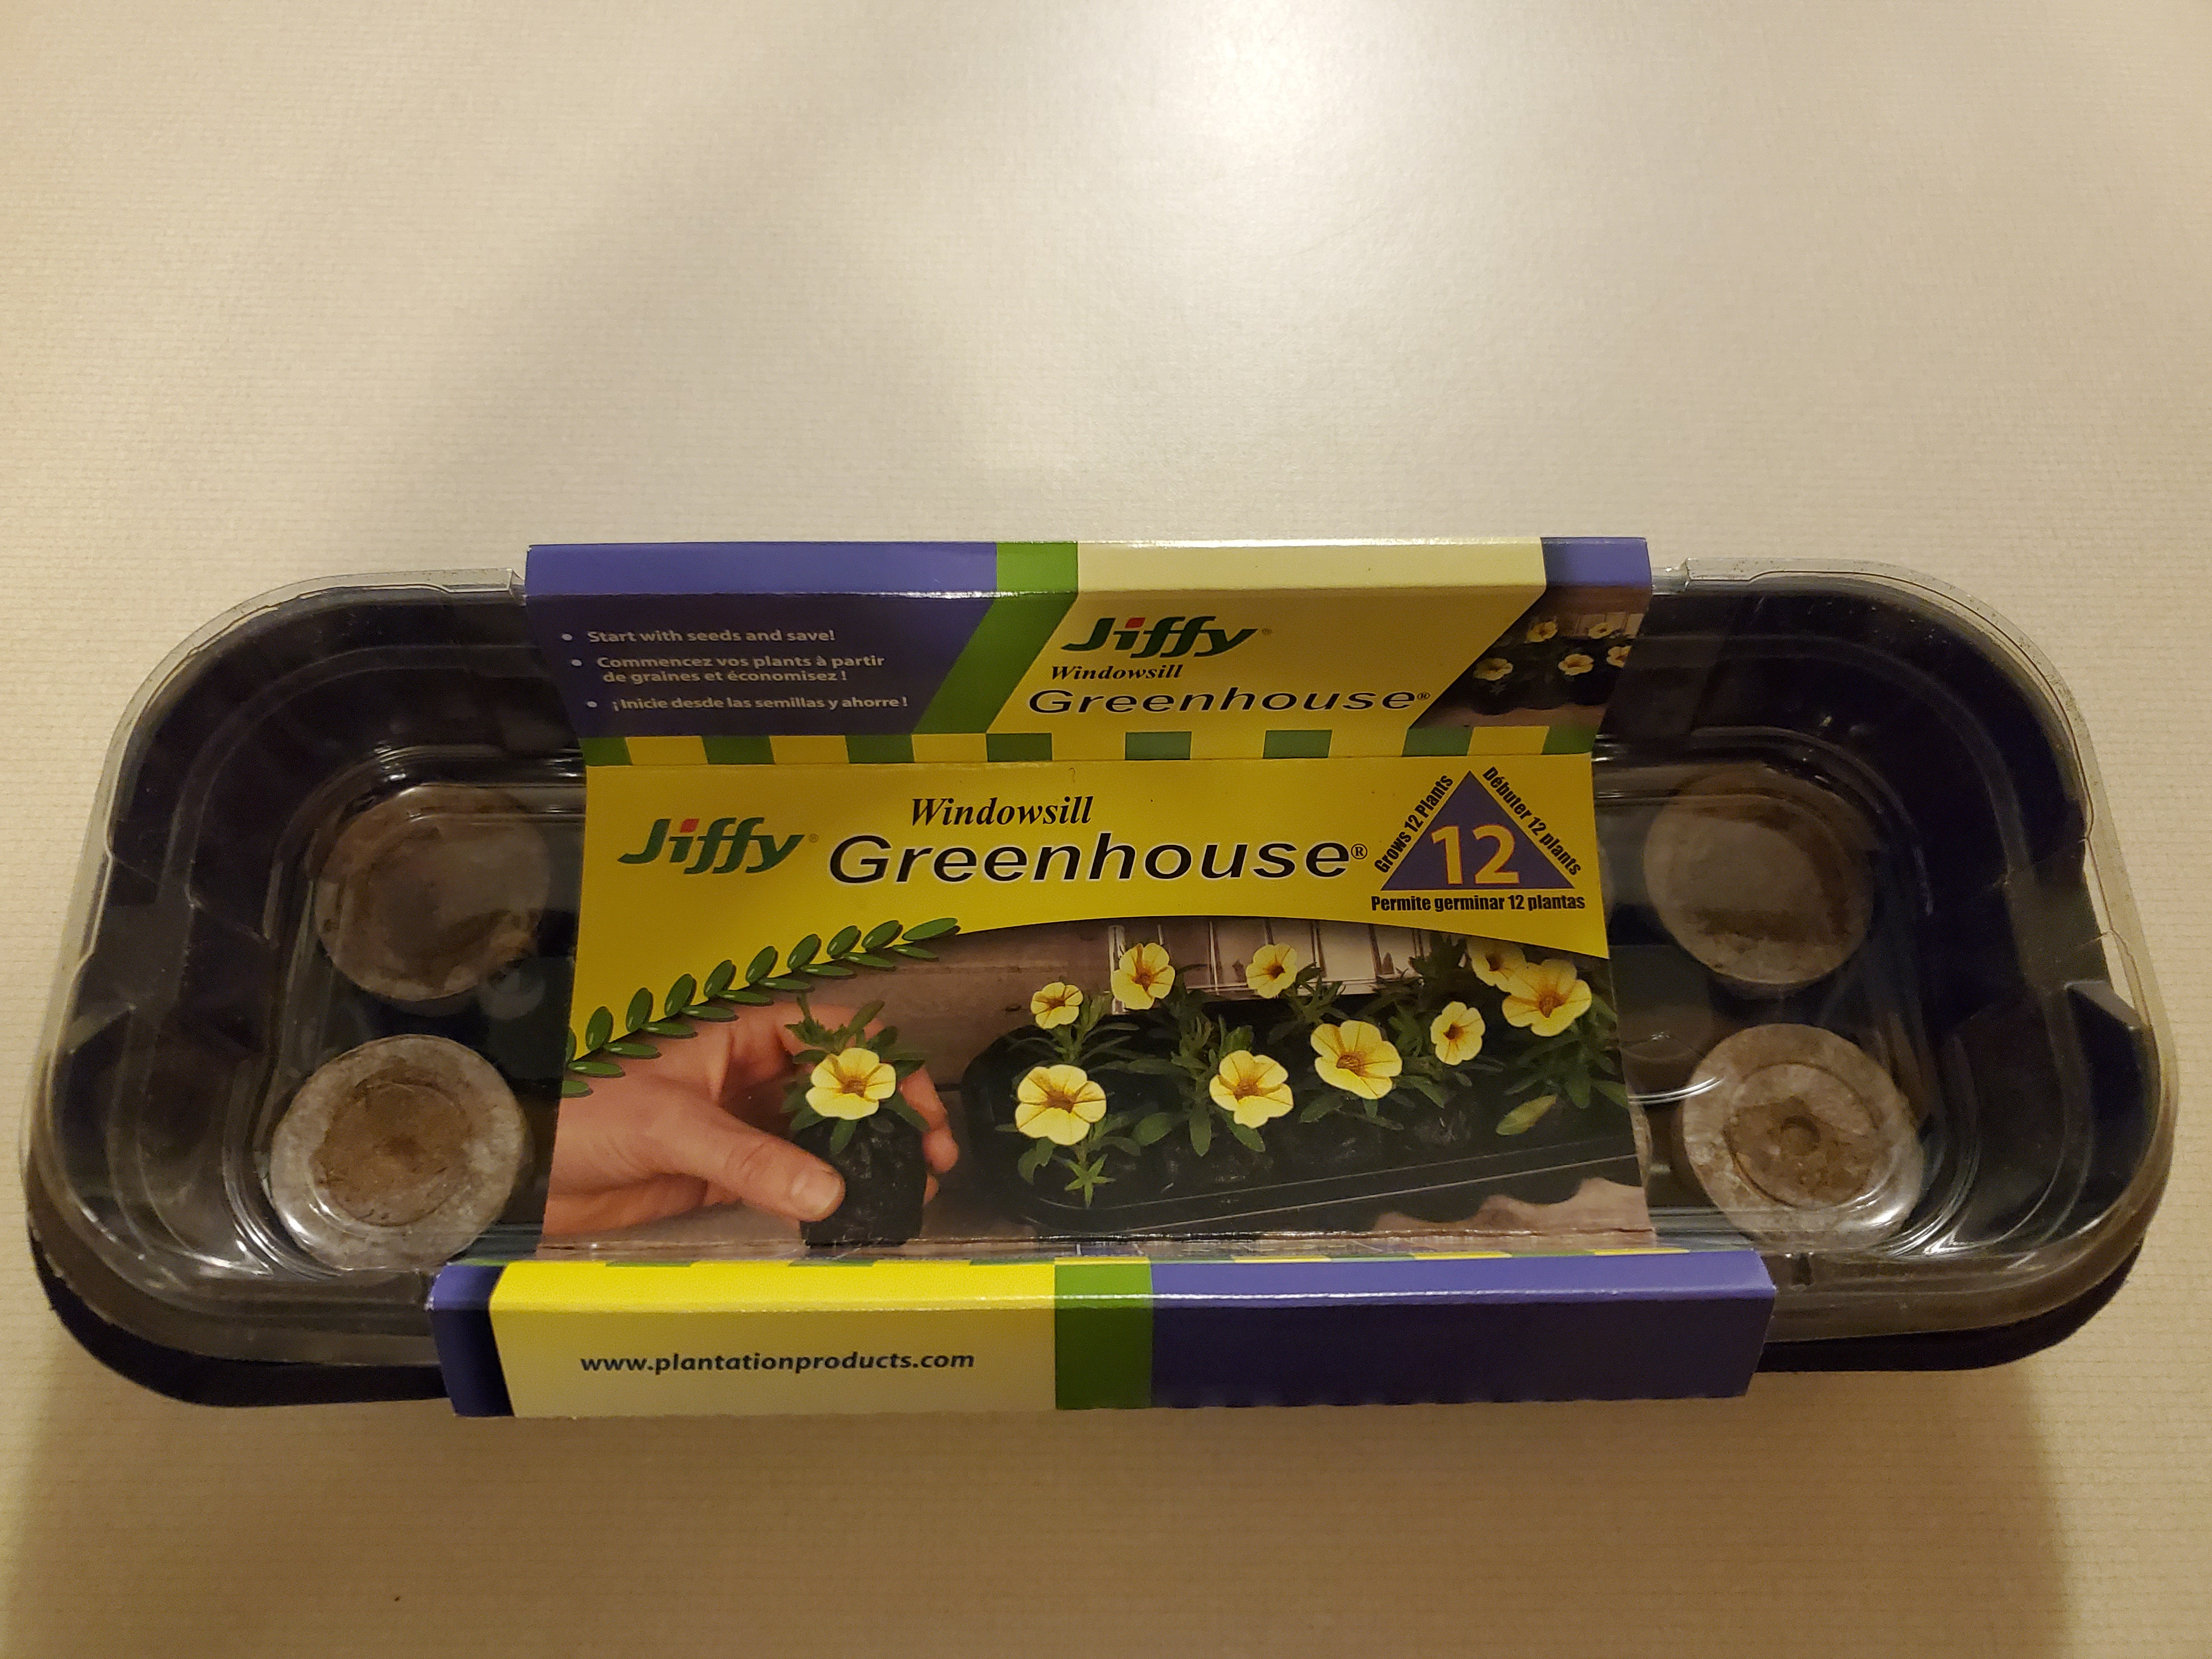 • Start with seeds and save!
• Commencez vos plants à partir
de graines et économisez !
• ¡Inicie desde las semillas y ahorre !
Jiffy®
Windowsill
Greenhouse®
Jiffy®
Windowsill
Greenhouse®
Grows 12 Plants
Débuter 12 plants
12
Permite germinar 12 plantas
www.plantationproducts.com